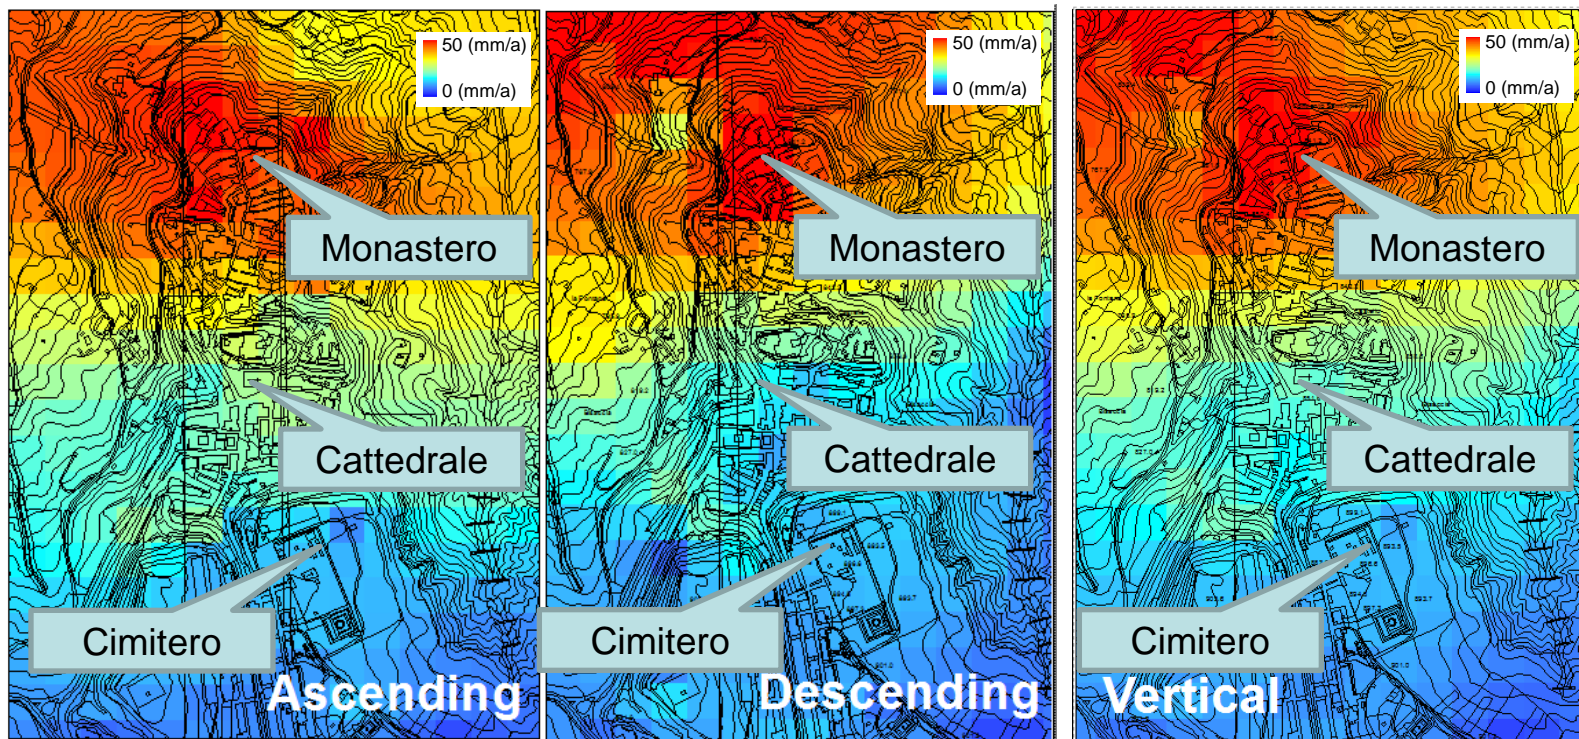 50 (mm/a)
0 (mm/a)
Monastero
Cattedrale
Cimitero
Ascending
50 (mm/a)
0 (mm/a)
Monastero
Cattedrale
Cimitero
Descending
50 (mm/a)
0 (mm/a)
Monastero
Cattedrale
Cimitero
Vertical